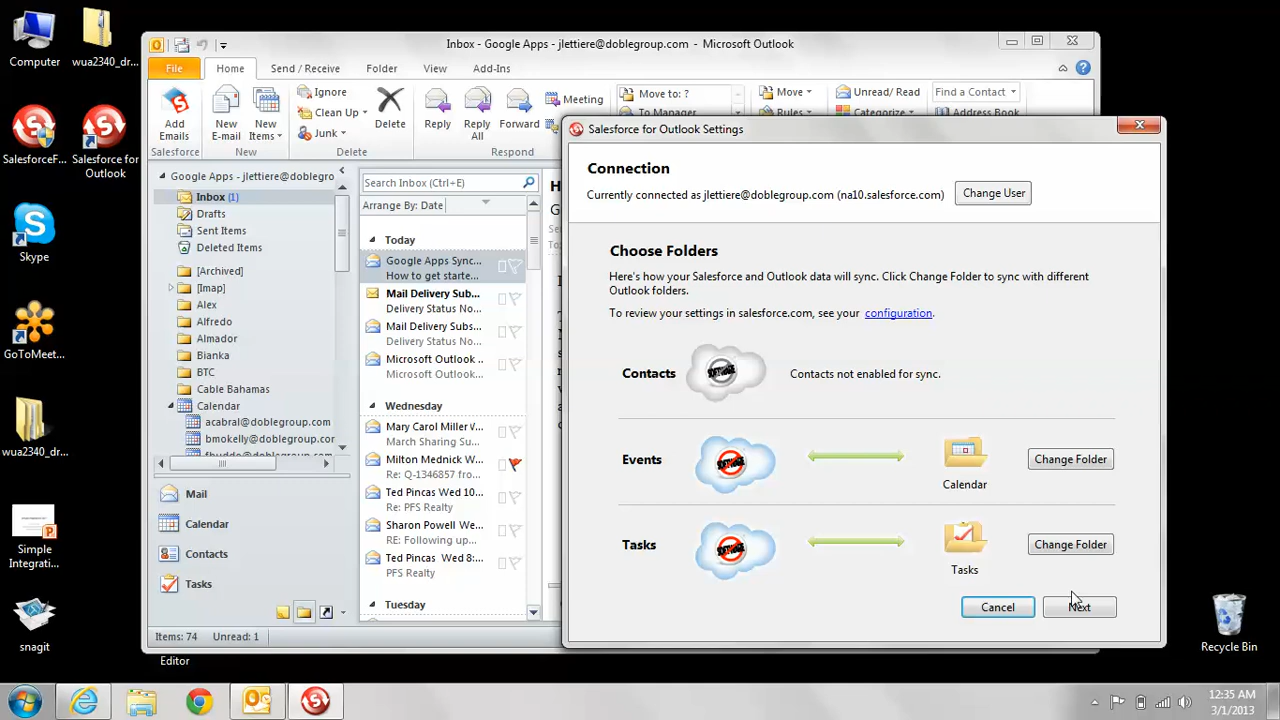 Computer
wua2340_dr...
SalesforceF...
Salesforce for
Outlook
Skype
GoToMeet...
wua2340_dr...
Simple
Integrati...
snagit
Editor
Recycle Bin
Inbox - Google Apps - jlettiere@doblegroup.com - Microsoft Outlook
File
Home
Send / Receive
Folder
View
Add-Ins
Add
Emails
Salesforce
New
E-mail
New
Items
New
Ignore
Clean Up
Junk
Delete
Delete
Reply
Reply
All
Forward
Meeting
Respond
Move to: ?
To Manager
Move
Rules
Unread/ Read
Categorize
Find a Contact
Address Book
Google Apps - jlettiere@doblegro
Inbox (1)
Drafts
Sent Items
Deleted Items
[Archived]
[Imap]
Alex
Alfredo
Almador
Bianka
BTC
Cable Bahamas
Calendar
acabral@doblegroup.com
bmokelly@doblegroup.cor
Mail
Calendar
Contacts
Tasks
Items: 74
Unread: 1
Search Inbox (Ctrl+E)
Arrange By: Date
Today
Google Apps Sync...
How to get starte...
Mail Delivery Sub...
Delivery Status No...
Mail Delivery Subs...
Delivery Status No...
Microsoft Outlook ..
Microsoft Outlook...
Wednesday
Mary Carol Miller W...
March Sharing Su...
Milton Mednick W...
Re: Q-1346857 fro...
Ted Pincas Wed 10...
Re: PFS Realty
Sharon Powell We...
RE: Following up...
Ted Pincas Wed 8:...
PFS Realty
Tuesday
Salesforce for Outlook Settings
Connection
Currently connected as jlettiere@doblegroup.com (na10.salesforce.com)
Change User
Choose Folders
Here's how your Salesforce and Outlook data will sync. Click Change Folder to sync with different
Outlook folders.
To review your settings in salesforce.com, see your configuration.
Contacts
SOFTWARE
Contacts not enabled for sync.
Events
SOFTWARE
Calendar
Change Folder
Tasks
SOFTWARE
Tasks
Change Folder
Cancel
Next
12:35 AM
3/1/2013